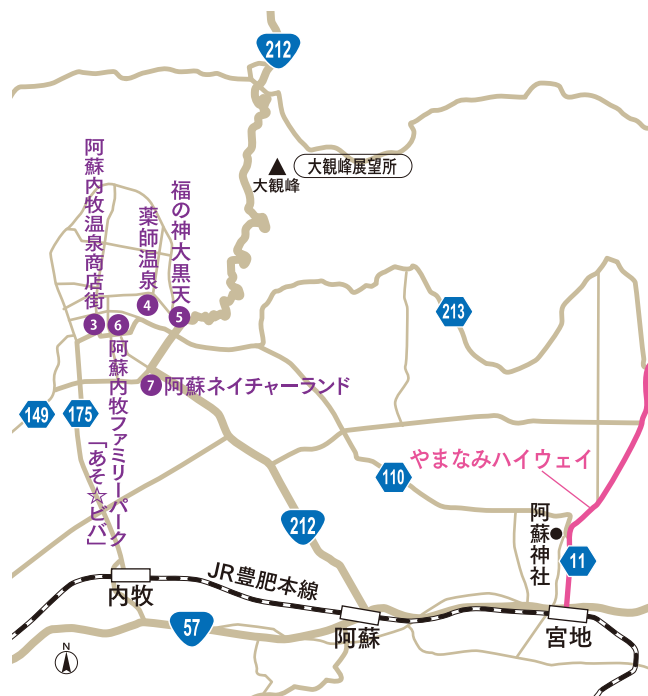 212
大観峰
大観峰展望所
阿蘇内牧温泉商店街
薬師温泉
福の神大黒天
3
6
4
5
阿蘇内牧ファミリーパーク
「あそ☆ビバ」
7
阿蘇ネイチャーランド
213
149
175
やまなみハイウェイ
110
212
阿蘇神社
11
JR豊肥本線
内牧
阿蘇
宮地
57
N